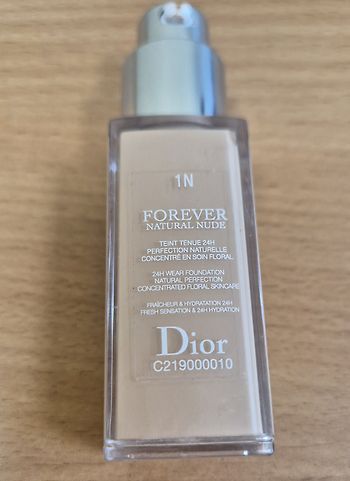 1N
FOREVER
NATURAL NUDE
TEINT TENUE 24H
PERFECTION NATURELLE
CONCENTRÉ EN SOIN FLORAL
24H WEAR FOUNDATION
NATURAL PERFECTION
CONCENTRATED FLORAL SKINCARE
FRAÎCHEUR & HYDRATATION 24H
FRESH SENSATION & 24H HYDRATION
Dior
C219000010